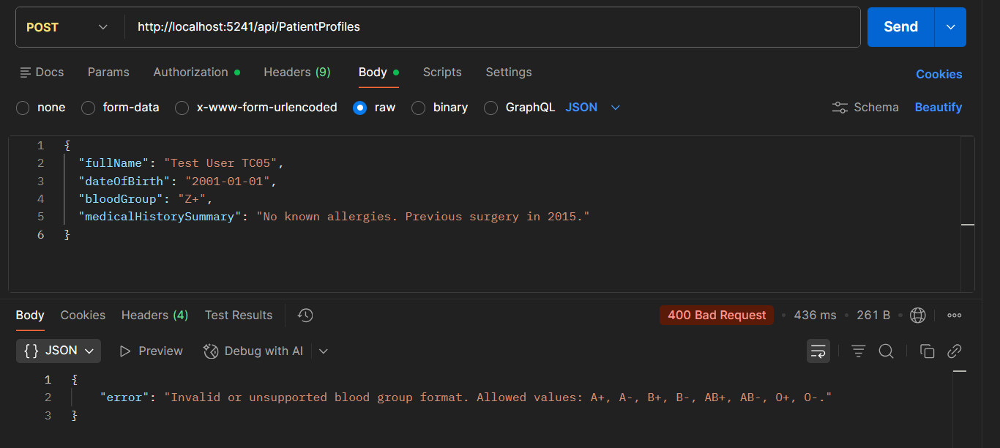 POST http://localhost:5241/api/PatientProfiles Send
Docs Params Authorization Headers (9) Body Scripts Settings Cookies
none form-data x-www-form-urlencoded raw binary GraphQL JSON Schema Beautify
1 {
2 "fullName": "Test User TC05",
3 "dateOfBirth": "2001-01-01",
4 "bloodGroup": "Z+",
5 "medicalHistorySummary": "No known allergies. Previous surgery in 2015."
6 }
Body Cookies Headers (4) Test Results 400 Bad Request • 436 ms • 261 B •
{} JSON Preview Debug with AI
1 {
2 "error": "Invalid or unsupported blood group format. Allowed values: A+, A-, B+, B-, AB+, AB-, O+, O-."
3 }